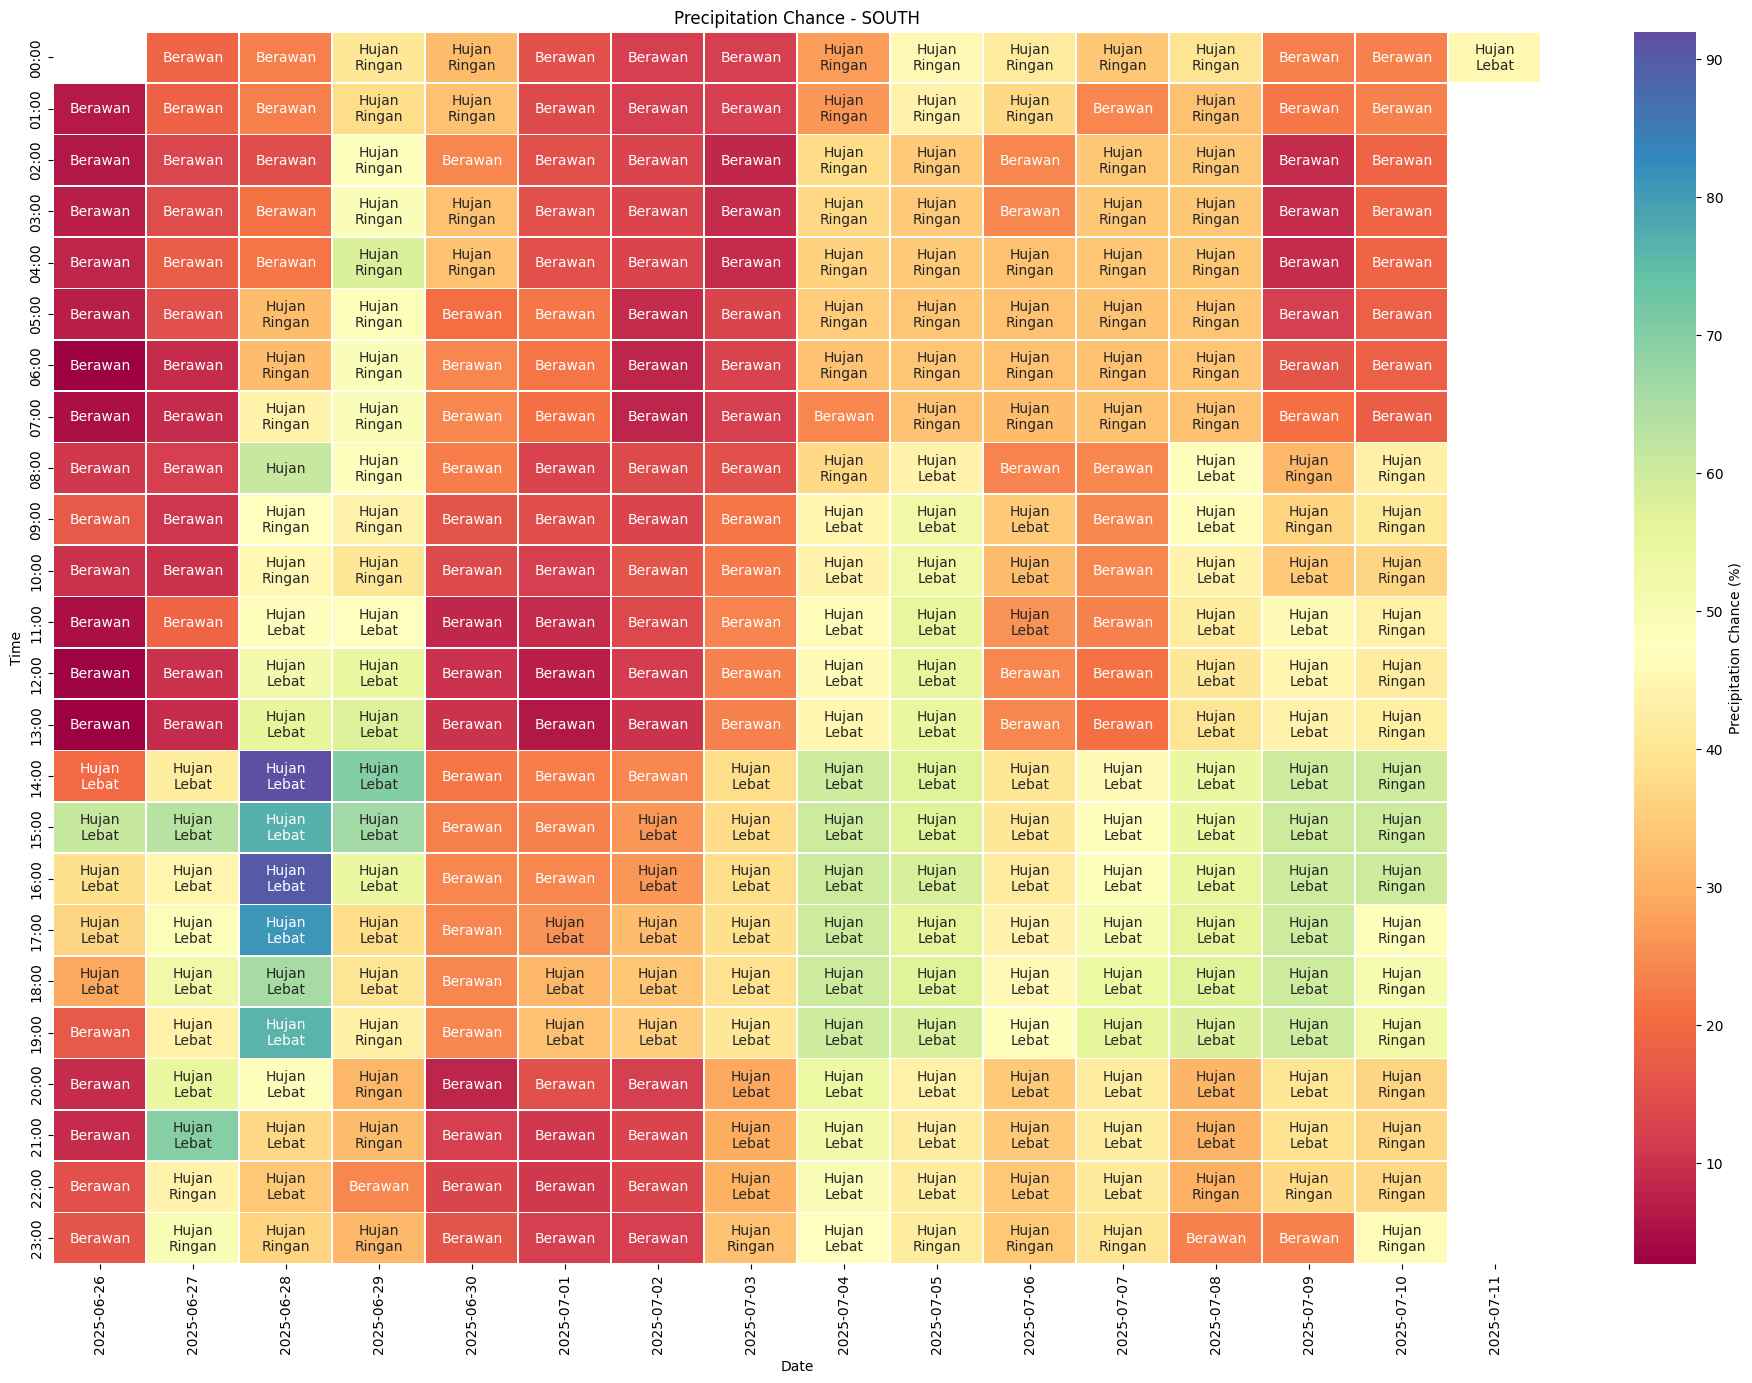 Precipitation Chance - SOUTH
00:00 Berawan Berawan Hujan Ringan Hujan Ringan Berawan Berawan Berawan Hujan Ringan Hujan Ringan Hujan Ringan Hujan Ringan Hujan Ringan Berawan Berawan Hujan Lebat
01:00 Berawan Berawan Berawan Hujan Ringan Hujan Ringan Berawan Berawan Berawan Hujan Ringan Hujan Ringan Hujan Ringan Berawan Hujan Ringan Berawan Berawan
02:00 Berawan Berawan Berawan Hujan Ringan Berawan Berawan Berawan Berawan Hujan Ringan Hujan Ringan Berawan Hujan Ringan Hujan Ringan Berawan Berawan
03:00 Berawan Berawan Berawan Hujan Ringan Hujan Ringan Berawan Berawan Berawan Hujan Ringan Hujan Ringan Berawan Hujan Ringan Hujan Ringan Berawan Berawan
04:00 Berawan Berawan Berawan Hujan Ringan Hujan Ringan Berawan Berawan Berawan Hujan Ringan Hujan Ringan Hujan Ringan Hujan Ringan Hujan Ringan Berawan Berawan
05:00 Berawan Berawan Hujan Ringan Hujan Ringan Berawan Berawan Berawan Berawan Hujan Ringan Hujan Ringan Hujan Ringan Hujan Ringan Hujan Ringan Berawan Berawan
06:00 Berawan Berawan Hujan Ringan Hujan Ringan Berawan Berawan Berawan Berawan Hujan Ringan Hujan Ringan Hujan Ringan Hujan Ringan Hujan Ringan Berawan Berawan
07:00 Berawan Berawan Hujan Ringan Hujan Ringan Berawan Berawan Berawan Berawan Berawan Hujan Ringan Hujan Ringan Hujan Ringan Hujan Ringan Berawan Berawan
08:00 Berawan Berawan Hujan Hujan Ringan Berawan Berawan Berawan Berawan Hujan Ringan Hujan Lebat Berawan Berawan Hujan Lebat Hujan Ringan Hujan Ringan
09:00 Berawan Berawan Hujan Ringan Hujan Ringan Berawan Berawan Berawan Berawan Hujan Lebat Hujan Lebat Hujan Lebat Berawan Hujan Lebat Hujan Ringan Hujan Ringan
10:00 Berawan Berawan Hujan Ringan Hujan Ringan Berawan Berawan Berawan Berawan Hujan Lebat Hujan Lebat Hujan Lebat Berawan Hujan Lebat Hujan Lebat Hujan Ringan
11:00 Berawan Berawan Hujan Lebat Hujan Lebat Berawan Berawan Berawan Berawan Hujan Lebat Hujan Lebat Hujan Lebat Berawan Hujan Lebat Hujan Lebat Hujan Ringan
12:00 Berawan Berawan Hujan Lebat Hujan Lebat Berawan Berawan Berawan Berawan Hujan Lebat Hujan Lebat Berawan Berawan Hujan Lebat Hujan Lebat Hujan Ringan
13:00 Berawan Berawan Hujan Lebat Hujan Lebat Berawan Berawan Berawan Berawan Hujan Lebat Hujan Lebat Berawan Berawan Hujan Lebat Hujan Lebat Hujan Ringan
14:00 Hujan Lebat Hujan Lebat Hujan Lebat Hujan Lebat Berawan Berawan Berawan Hujan Lebat Hujan Lebat Hujan Lebat Hujan Lebat Hujan Lebat Hujan Lebat Hujan Lebat Hujan Ringan
15:00 Hujan Lebat Hujan Lebat Hujan Lebat Hujan Lebat Berawan Berawan Hujan Lebat Hujan Lebat Hujan Lebat Hujan Lebat Hujan Lebat Hujan Lebat Hujan Lebat Hujan Lebat Hujan Ringan
16:00 Hujan Lebat Hujan Lebat Hujan Lebat Hujan Lebat Berawan Berawan Hujan Lebat Hujan Lebat Hujan Lebat Hujan Lebat Hujan Lebat Hujan Lebat Hujan Lebat Hujan Lebat Hujan Ringan
17:00 Hujan Lebat Hujan Lebat Hujan Lebat Hujan Lebat Berawan Hujan Lebat Hujan Lebat Hujan Lebat Hujan Lebat Hujan Lebat Hujan Lebat Hujan Lebat Hujan Lebat Hujan Lebat Hujan Ringan
18:00 Hujan Lebat Hujan Lebat Hujan Lebat Hujan Lebat Berawan Hujan Lebat Hujan Lebat Hujan Lebat Hujan Lebat Hujan Lebat Hujan Lebat Hujan Lebat Hujan Lebat Hujan Lebat Hujan Ringan
19:00 Berawan Hujan Lebat Hujan Lebat Hujan Ringan Berawan Hujan Lebat Hujan Lebat Hujan Lebat Hujan Lebat Hujan Lebat Hujan Lebat Hujan Lebat Hujan Lebat Hujan Lebat Hujan Ringan
20:00 Berawan Hujan Lebat Hujan Lebat Hujan Ringan Berawan Berawan Berawan Hujan Lebat Hujan Lebat Hujan Lebat Hujan Lebat Hujan Lebat Hujan Lebat Hujan Lebat Hujan Ringan
21:00 Berawan Hujan Lebat Hujan Lebat Hujan Ringan Berawan Berawan Berawan Hujan Lebat Hujan Lebat Hujan Lebat Hujan Lebat Hujan Lebat Hujan Lebat Hujan Lebat Hujan Ringan
22:00 Berawan Hujan Ringan Hujan Lebat Berawan Berawan Berawan Berawan Hujan Lebat Hujan Lebat Hujan Lebat Hujan Lebat Hujan Lebat Hujan Ringan Hujan Ringan Hujan Ringan
23:00 Berawan Hujan Ringan Hujan Ringan Hujan Ringan Berawan Berawan Berawan Hujan Ringan Hujan Lebat Hujan Ringan Hujan Ringan Hujan Ringan Berawan Berawan Hujan Ringan
Time
2025-06-26 2025-06-27 2025-06-28 2025-06-29 2025-06-30 2025-07-01 2025-07-02 2025-07-03 2025-07-04 2025-07-05 2025-07-06 2025-07-07 2025-07-08 2025-07-09 2025-07-10 2025-07-11
Date
90
80
70
60
50
40
30
20
10
Precipitation Chance (%)